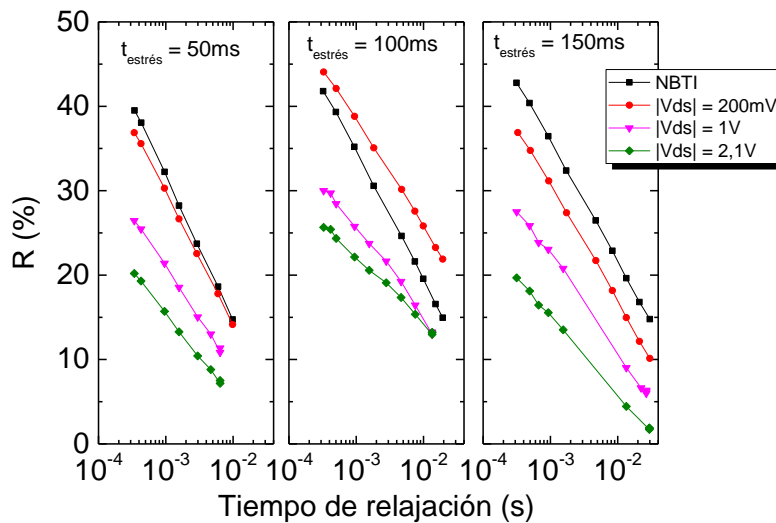 t_estrés = 50ms
t_estrés = 100ms
t_estrés = 150ms
NBTI
|Vds| = 200mV
|Vds| = 1V
|Vds| = 2,1V
50
40
30
20
10
0
R (%)
10^-4 10^-3 10^-2 10^-4 10^-3 10^-2 10^-4 10^-3 10^-2
Tiempo de relajación (s)